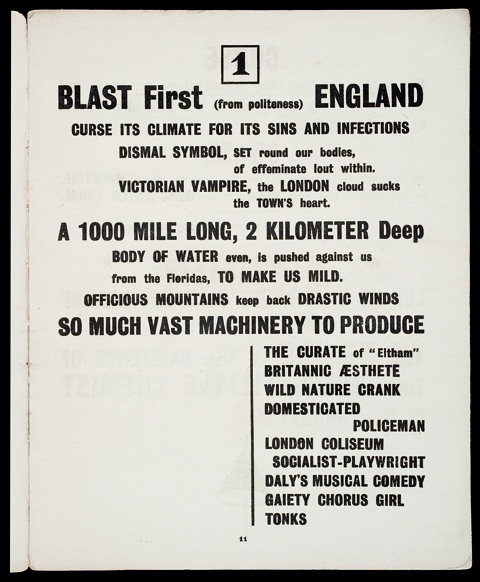 1
BLAST First (from politeness) ENGLAND
CURSE ITS CLIMATE FOR ITS SINS AND INFECTIONS
DISMAL SYMBOL, SET round our bodies,
of effeminate lout within.
VICTORIAN VAMPIRE, the LONDON cloud sucks
the TOWN'S heart.
A 1000 MILE LONG, 2 KILOMETER Deep
BODY OF WATER even, is pushed against us
from the Floridas, TO MAKE US MILD.
OFFICIOUS MOUNTAINS keep back DRASTIC WINDS
SO MUCH VAST MACHINERY TO PRODUCE
THE CURATE of "Eltham"
BRITANNIC ÆSTHETE
WILD NATURE CRANK
DOMESTICATED
POLICEMAN
LONDON COLISEUM
SOCIALIST-PLAYWRIGHT
DALY'S MUSICAL COMEDY
GAIETY CHORUS GIRL
TONKS
11